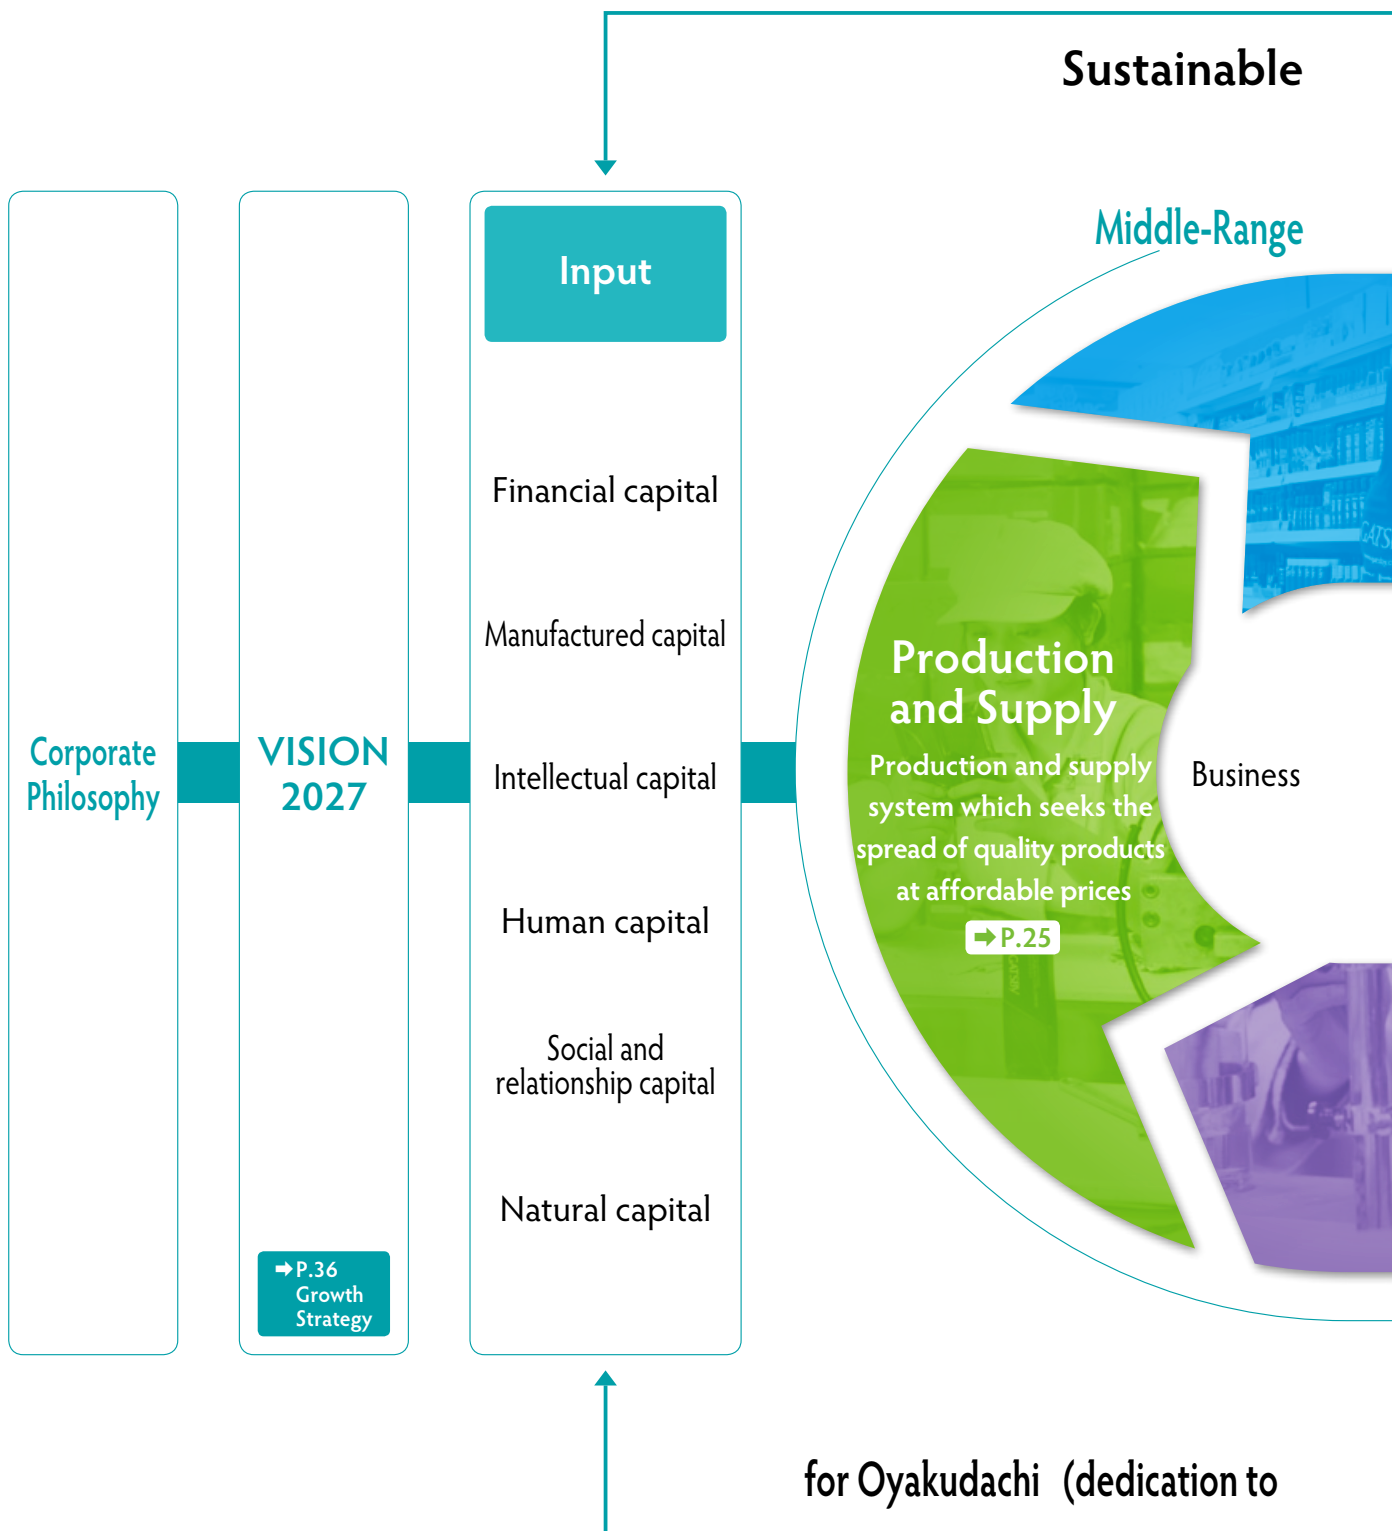 Sustainable
Middle-Range
Input
Financial capital
Manufactured capital
Intellectual capital
Human capital
Social and
relationship capital
Natural capital
Corporate
Philosophy
VISION
2027
➡P.36
Growth
Strategy
Production
and Supply
Production and supply
system which seeks the
spread of quality products
at affordable prices
➡P.25
Business
GATSBY
for Oyakudachi (dedication to